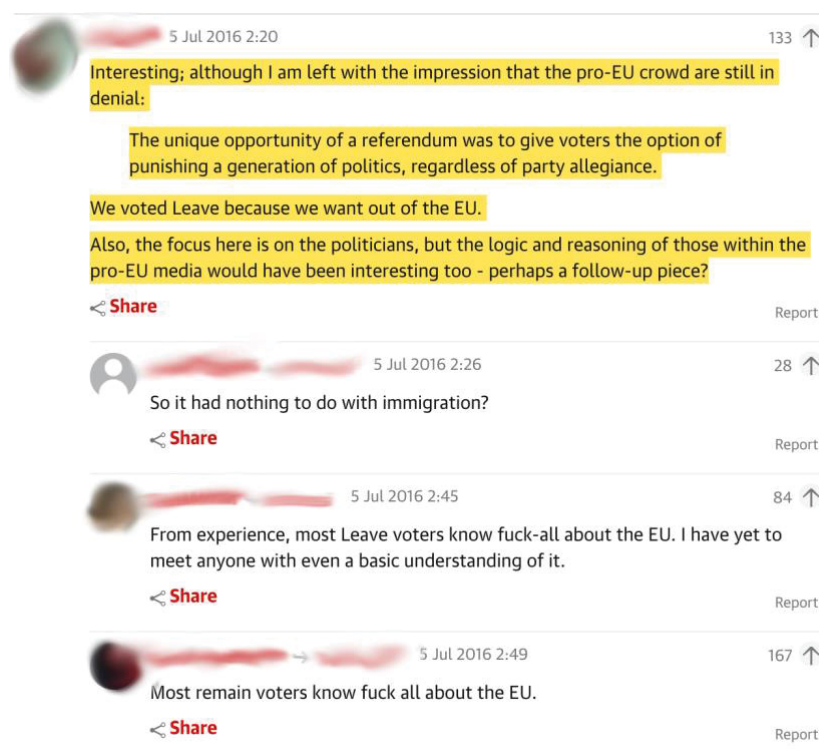 5 Jul 2016 2:20
133
Interesting; although I am left with the impression that the pro-EU crowd are still in
denial:
The unique opportunity of a referendum was to give voters the option of
punishing a generation of politics, regardless of party allegiance.
We voted Leave because we want out of the EU.
Also, the focus here is on the politicians, but the logic and reasoning of those within the
pro-EU media would have been interesting too - perhaps a follow-up piece?
Share
Report
5 Jul 2016 2:26
28
So it had nothing to do with immigration?
Share
Report
5 Jul 2016 2:45
84
From experience, most Leave voters know fuck-all about the EU. I have yet to
meet anyone with even a basic understanding of it.
Share
Report
5 Jul 2016 2:49
167
Most remain voters know fuck all about the EU.
Share
Report